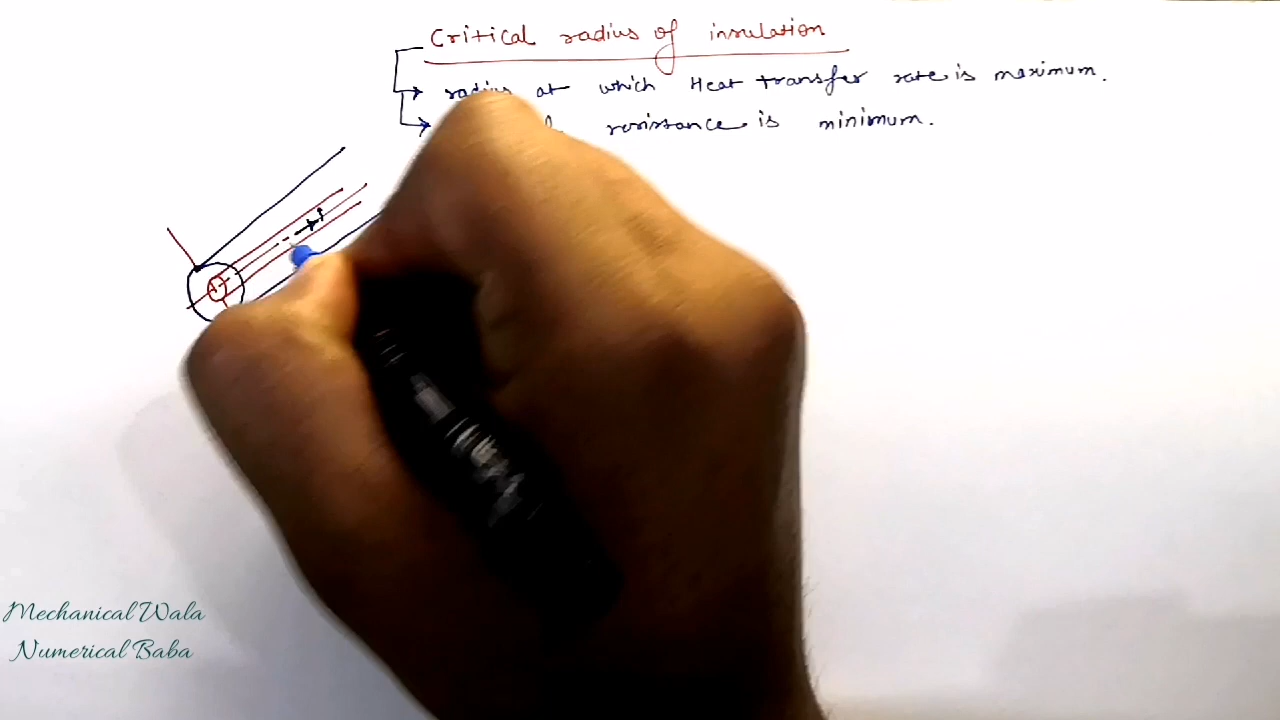 Critical radius of insulation
radius at which Heat transfer rate is maximum.
resistance is minimum.
i
Mechanical Wala
Numerical Baba